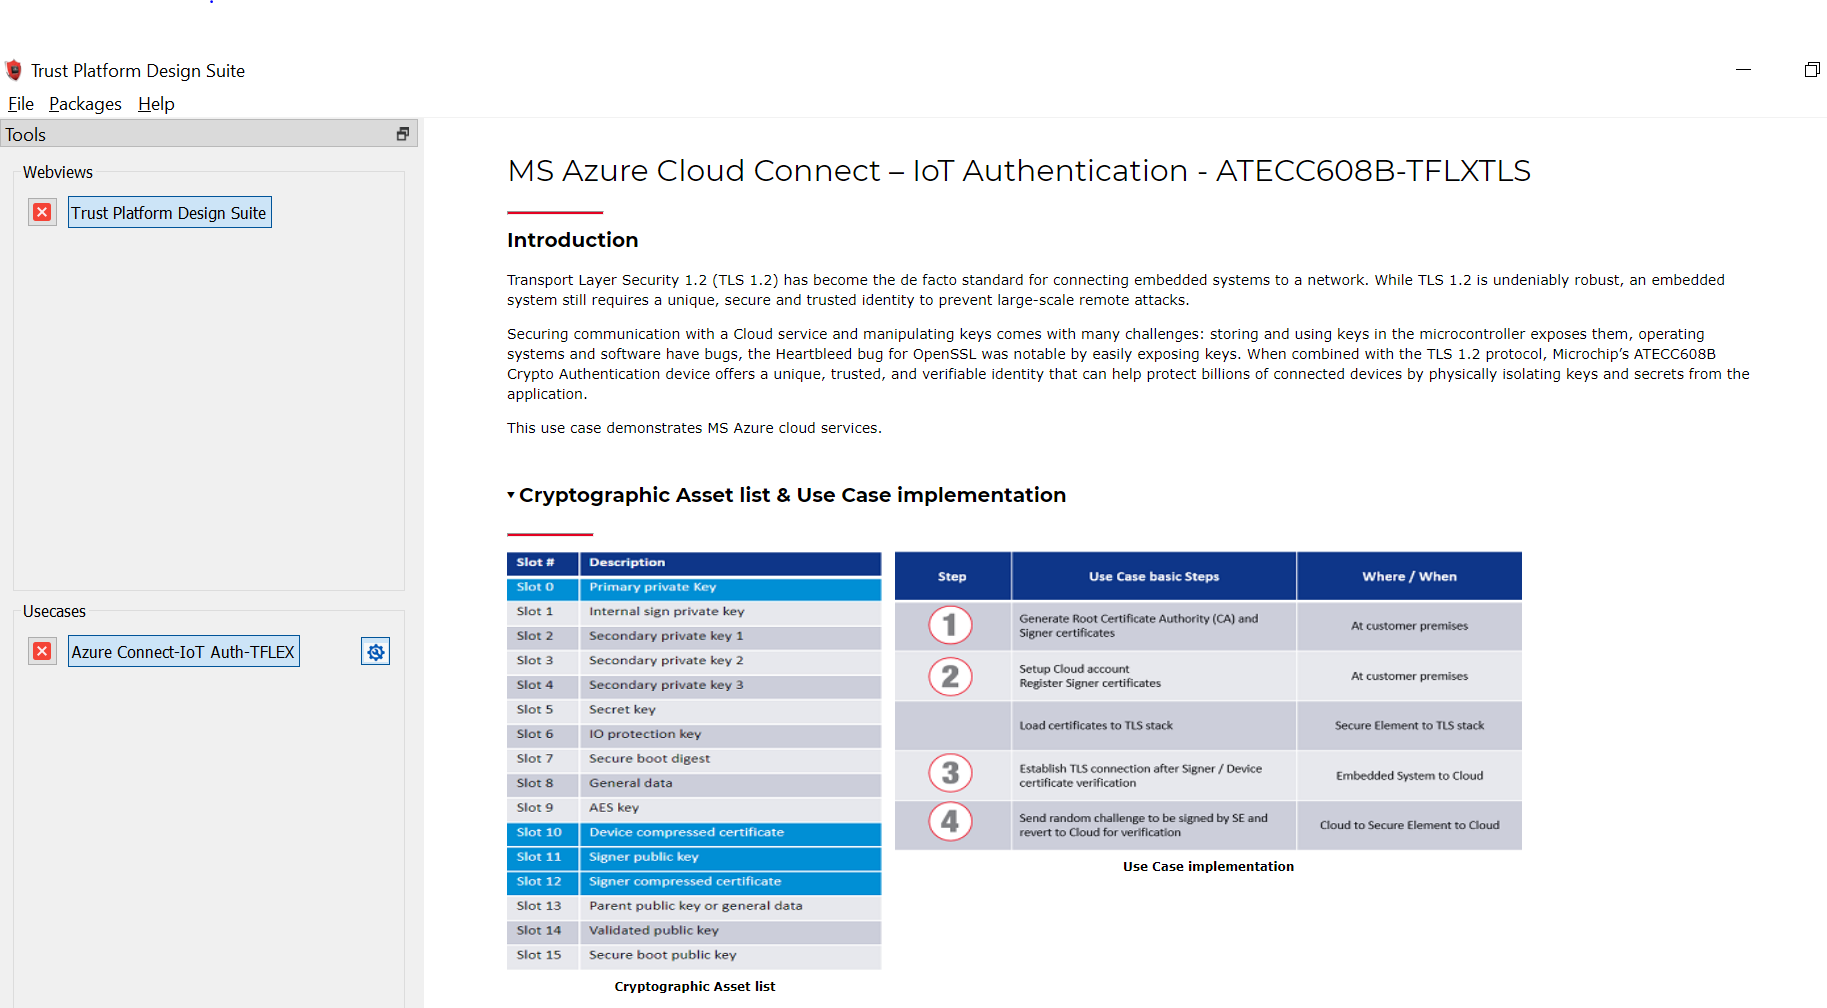 Trust Platform Design Suite
File Packages Help
Tools
Webviews
Trust Platform Design Suite
Usecases
Azure Connect-IoT Auth-TFLEX
MS Azure Cloud Connect – IoT Authentication - ATECC608B-TFLXTLS
Introduction
Transport Layer Security 1.2 (TLS 1.2) has become the de facto standard for connecting embedded systems to a network. While TLS 1.2 is undeniably robust, an embedded
system still requires a unique, secure and trusted identity to prevent large-scale remote attacks.
Securing communication with a Cloud service and manipulating keys comes with many challenges: storing and using keys in the microcontroller exposes them, operating
systems and software have bugs, the Heartbleed bug for OpenSSL was notable by easily exposing keys. When combined with the TLS 1.2 protocol, Microchip’s ATECC608B
Crypto Authentication device offers a unique, trusted, and verifiable identity that can help protect billions of connected devices by physically isolating keys and secrets from the
application.
This use case demonstrates MS Azure cloud services.
Cryptographic Asset list & Use Case implementation
Slot # Description
Slot 0 Primary private Key
Slot 1 Internal sign private key
Slot 2 Secondary private key 1
Slot 3 Secondary private key 2
Slot 4 Secondary private key 3
Slot 5 Secret key
Slot 6 IO protection key
Slot 7 Secure boot digest
Slot 8 General data
Slot 9 AES key
Slot 10 Device compressed certificate
Slot 11 Signer public key
Slot 12 Signer compressed certificate
Slot 13 Parent public key or general data
Slot 14 Validated public key
Slot 15 Secure boot public key
Cryptographic Asset list
Step Use Case basic Steps Where / When
1 Generate Root Certificate Authority (CA) and
Signer certificates
At customer premises
2 Setup Cloud account
Register Signer certificates
At customer premises
Load certificates to TLS stack Secure Element to TLS stack
3 Establish TLS connection after Signer / Device
certificate verification
Embedded System to Cloud
4 Send random challenge to be signed by SE and
revert to Cloud for verification
Cloud to Secure Element to Cloud
Use Case implementation